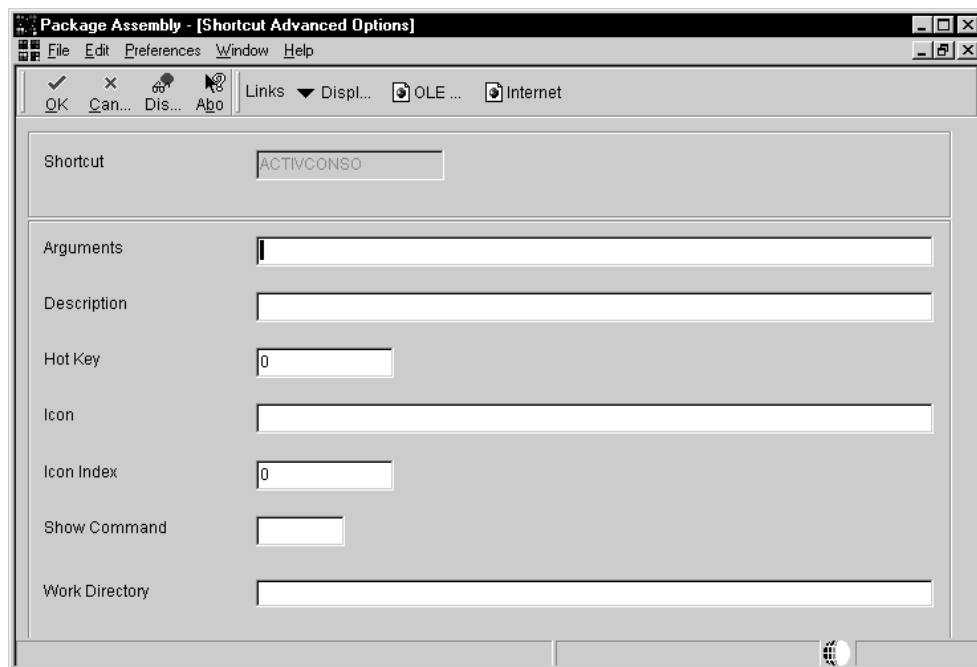 Package Assembly - [Shortcut Advanced Options]
File Edit Preferences Window Help
OK Can... Dis... Abo Links Displ... OLE ... Internet
Shortcut ACTIVCONSO
Arguments
Description
Hot Key 0
Icon
Icon Index 0
Show Command
Work Directory